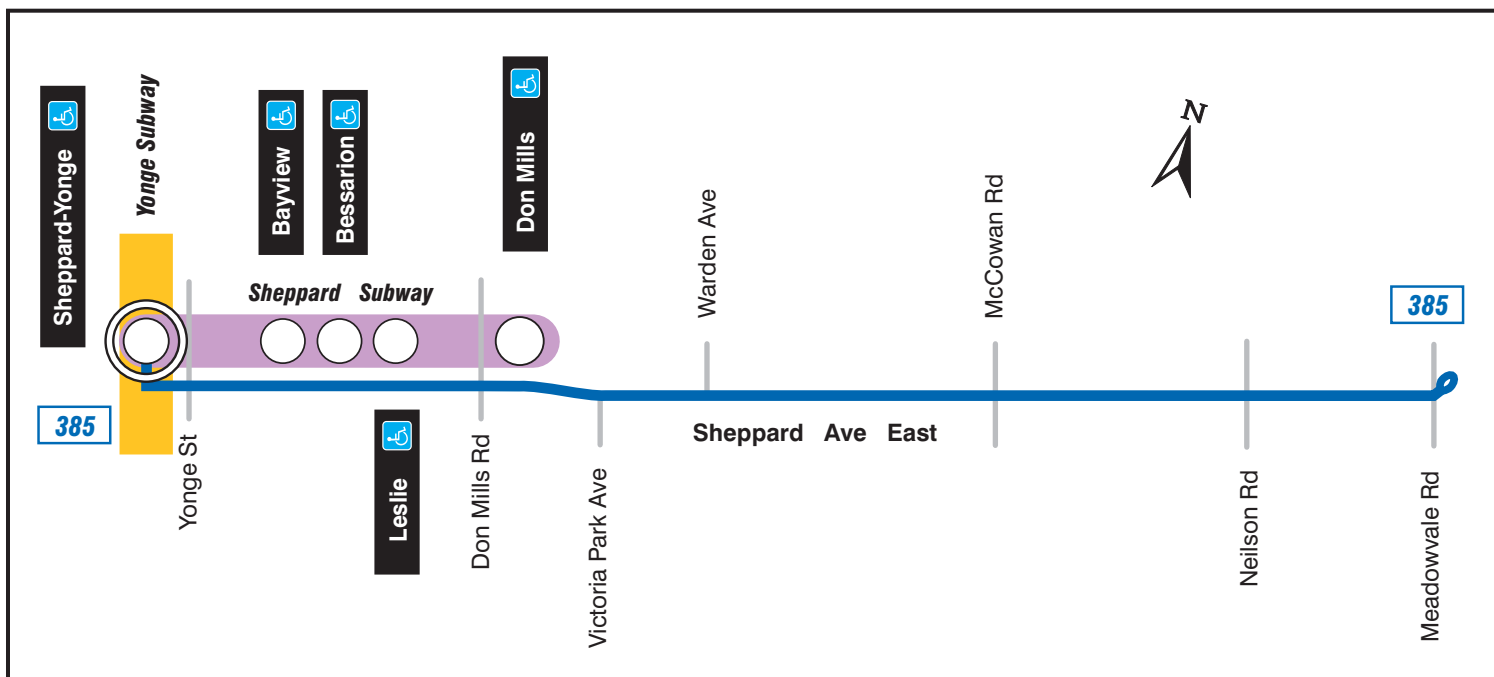 Sheppard-Yonge
Yonge Subway
Bayview
Bessarion
Don Mills
N
Sheppard Subway
Warden Ave
McCowan Rd
385
385
Yonge St
Leslie
Don Mills Rd
Victoria Park Ave
Sheppard Ave East
Neilson Rd
Meadowvale Rd